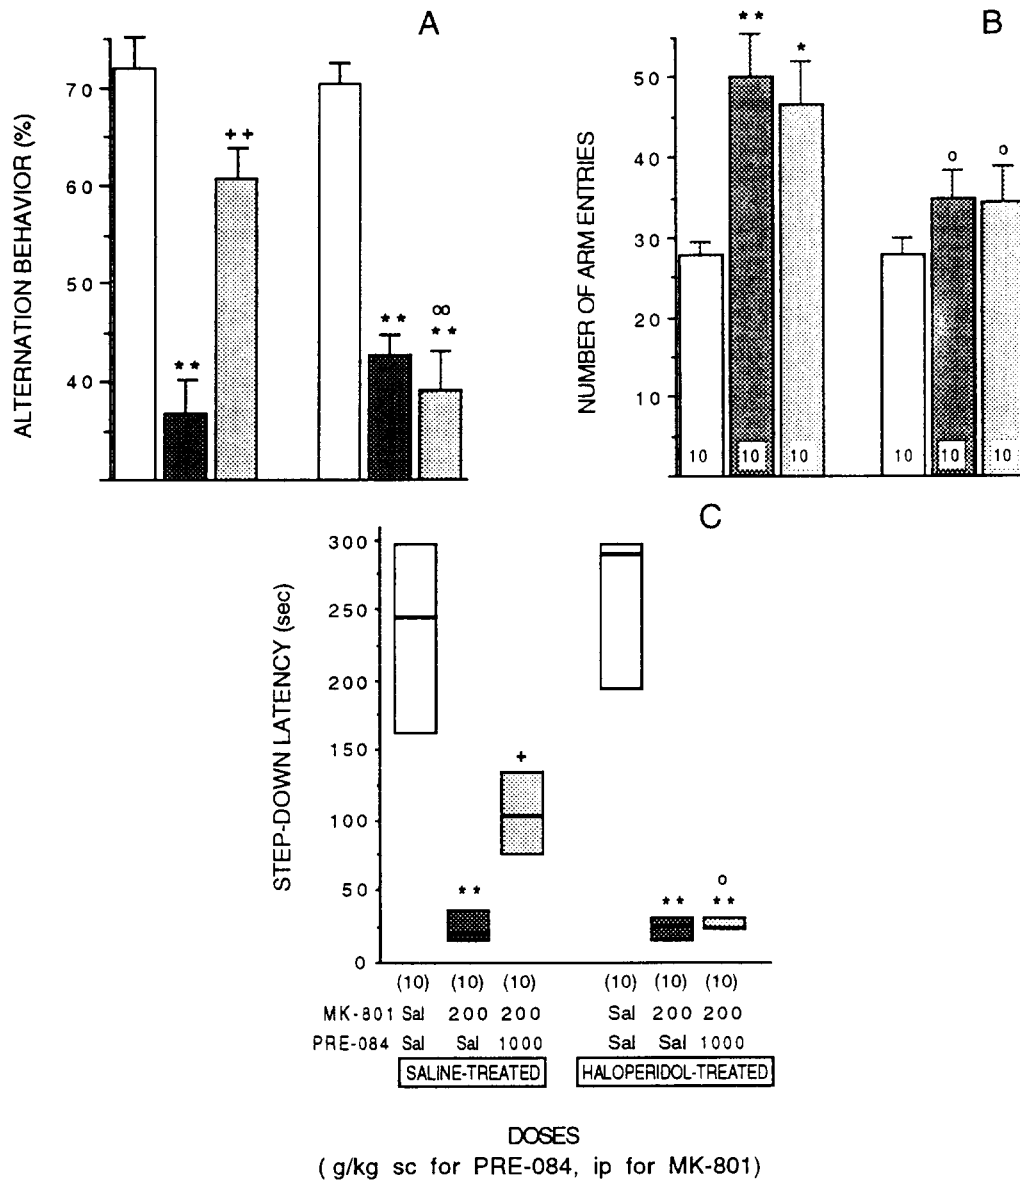 A
ALTERNATION BEHAVIOR (%)
70
60
50
40
* *
+ +
* *
oo
* *
B
NUMBER OF ARM ENTRIES
50
40
30
20
10
* *
*
o
o
10 10 10 10 10 10
C
STEP-DOWN LATENCY (sec)
300
250
200
150
100
50
0
* *
+
* *
o
* *
(10) (10) (10) (10) (10) (10)
MK-801 Sal 200 200 Sal 200 200
PRE-084 Sal Sal 1000 Sal Sal 1000
SALINE-TREATED HALOPERIDOL-TREATED
DOSES
( g/kg sc for PRE-084, ip for MK-801)